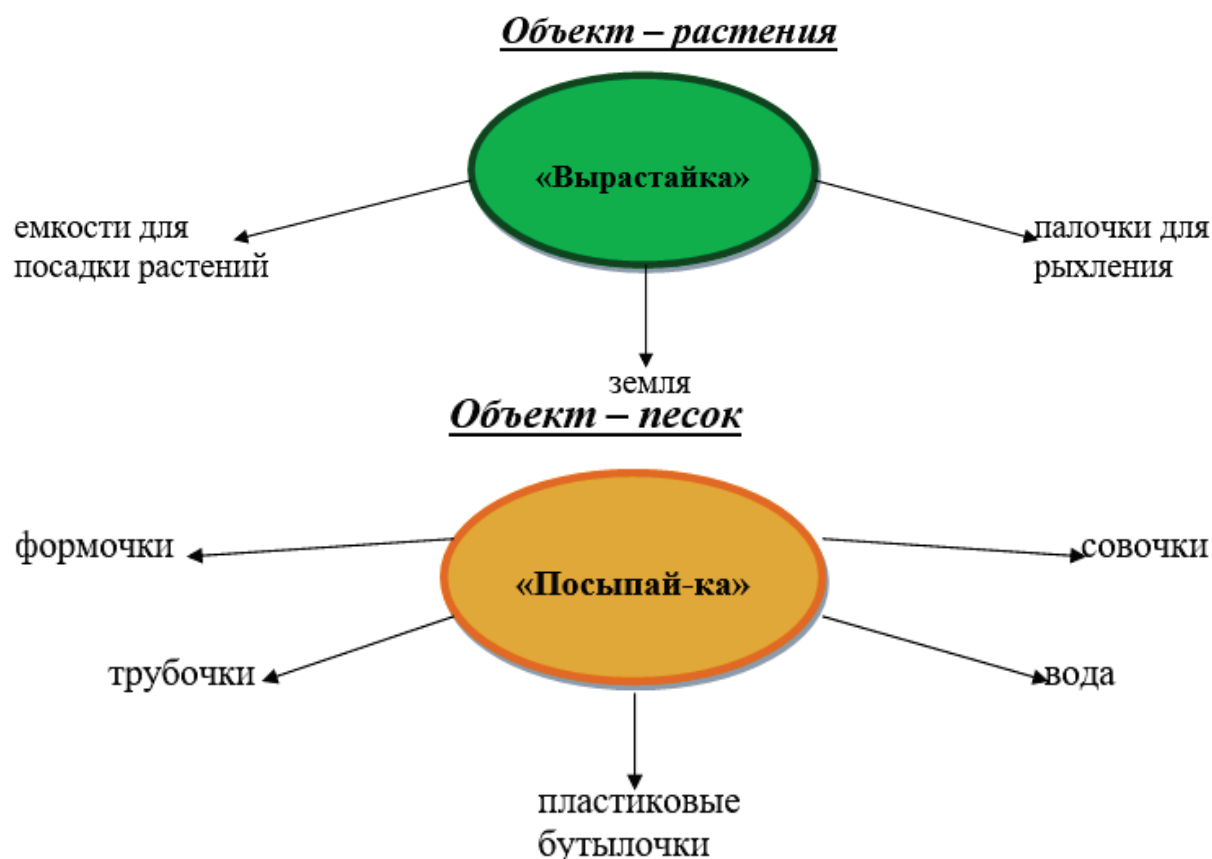 Объект – растения
«Вырастайка»
емкости для
посадки растений
палочки для
рыхления
земля
Объект – песок
формочки
совочки
«Посыпай-ка»
трубочки
вода
пластиковые
бутылочки